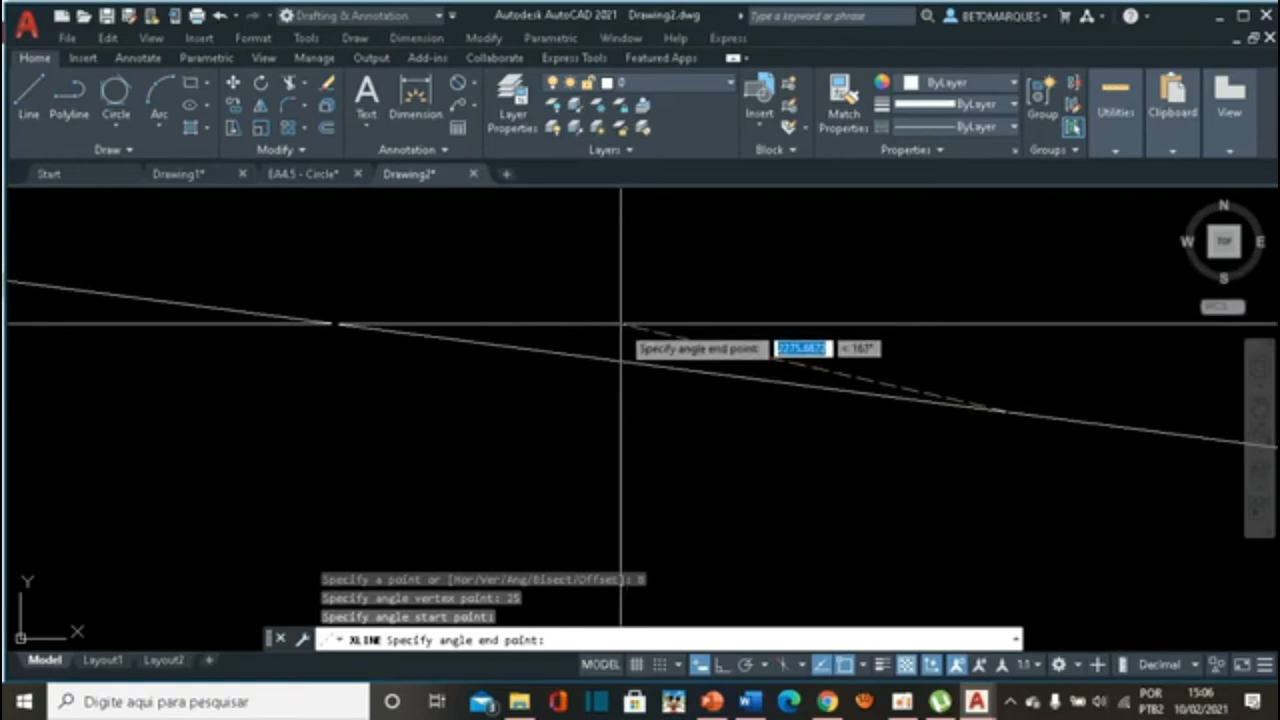 Drafting & Annotation
Autodesk AutoCAD 2021 Drawing2.dwg
Type a keyword or phrase
BETOMARQUES
File Edit View Insert Format Tools Draw Dimension Modify Parametric Window Help Express
Home Insert Annotate Parametric View Manage Output Add-ins Collaborate Express Tools Featured Apps
0
ByLayer
Line Polyline Circle Arc
Text Dimension
Layer Properties
Insert
Match Properties
ByLayer
ByLayer
Group
Utilities Clipboard View
Draw Modify Annotation Layers Block Properties Groups
Start Drawing1* EA4.5 - Circle* Drawing2*
N
W TOP E
S
WCS
Specify angle end point: 2275.6872 < 167°
Y
X
Specify a point or [Hor/Ver/Ang/Bisect/Offset]: B
Specify angle vertex point: 25
Specify angle start point:
XLINE Specify angle end point:
Model Layout1 Layout2 +
MODEL 1:1 Decimal
Digite aqui para pesquisar
POR
PTB2
15:06
10/02/2021